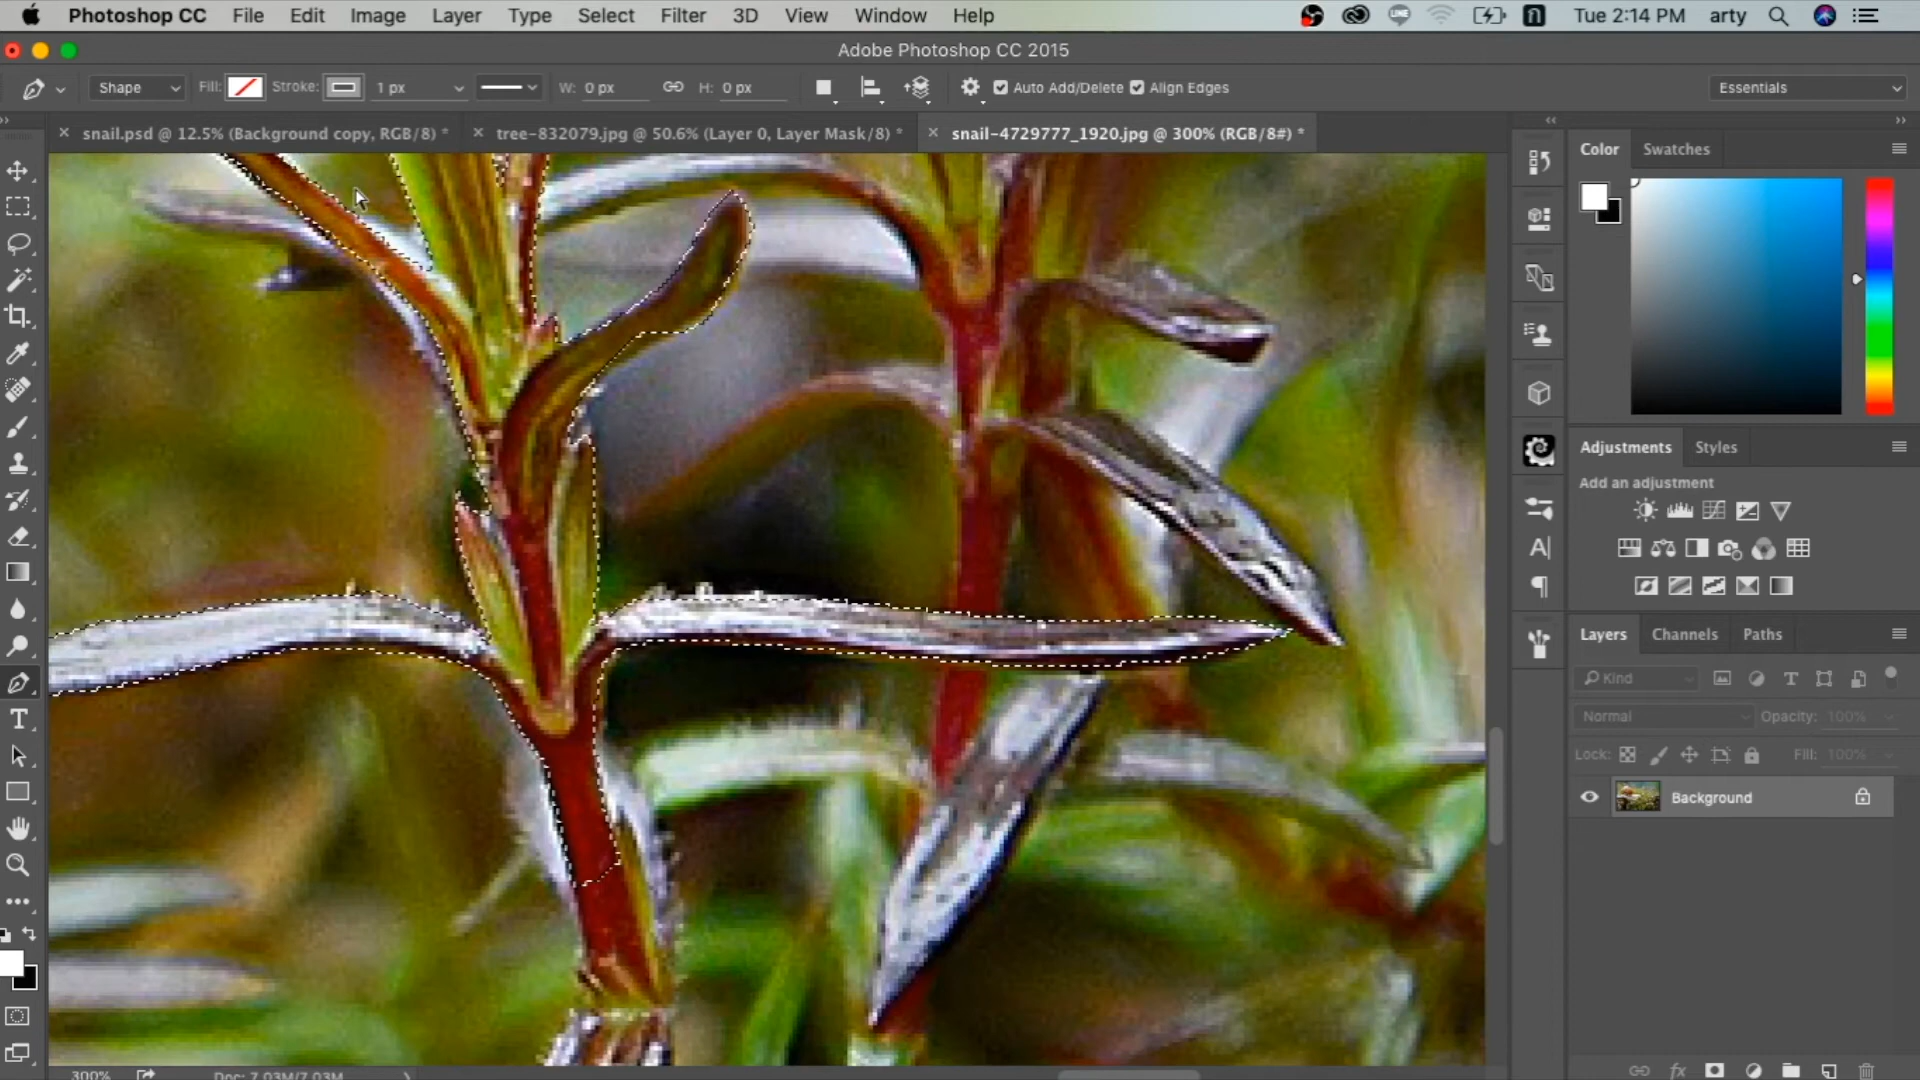 Photoshop CC File Edit Image Layer Type Select Filter 3D View Window Help LINE Tue 2:14 PM arty
Adobe Photoshop CC 2015
Shape Fill: Stroke: 1 px W: 0 px H: 0 px Auto Add/Delete Align Edges Essentials
snail.psd @ 12.5% (Background copy, RGB/8) * tree-832079.jpg @ 50.6% (Layer 0, Layer Mask/8) * snail-4729777_1920.jpg @ 300% (RGB/8#) *
Color Swatches
Adjustments Styles
Add an adjustment
Layers Channels Paths
Kind
Normal Opacity: 100%
Lock: Fill: 100%
Background
300% Doc: 7.03M/7.03M